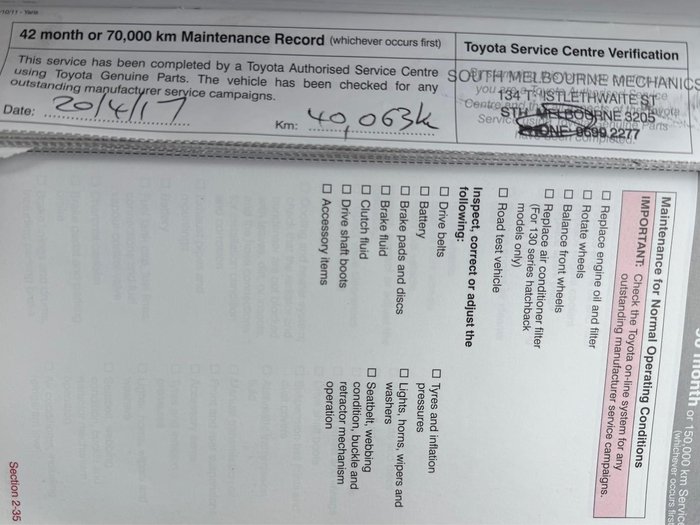 10/11 - Yaris
42 month or 70,000 km Maintenance Record (whichever occurs first)
This service has been completed by a Toyota Authorised Service Centre
using Toyota Genuine Parts. The vehicle has been checked for any
outstanding manufacturer service campaigns.
Date: 20/4/17
Km: 40,063k
Toyota Service Centre Verification
SOUTH MELBOURNE MECHANICS
134 THISTLETHWAITE ST
STH MELBOURNE 3205
PHONE: 9699 2277
month or 150,000 km Servic
(whichever occurs first
Maintenance for Normal Operating Conditions
IMPORTANT: Check the Toyota on-line system for any
outstanding manufacturer service campaigns.
Replace engine oil and filter
Rotate wheels
Balance front wheels
Replace air conditioner filter
(For 130 series hatchback
models only)
Road test vehicle
Inspect, correct or adjust the
following:
Drive belts
Battery
Brake pads and discs
Brake fluid
Clutch fluid
Drive shaft boots
Accessory items
Tyres and inflation
pressures
Lights, horns, wipers and
washers
Seatbelt, webbing
condition, buckle and
retractor mechanism
operation
Section 2-35